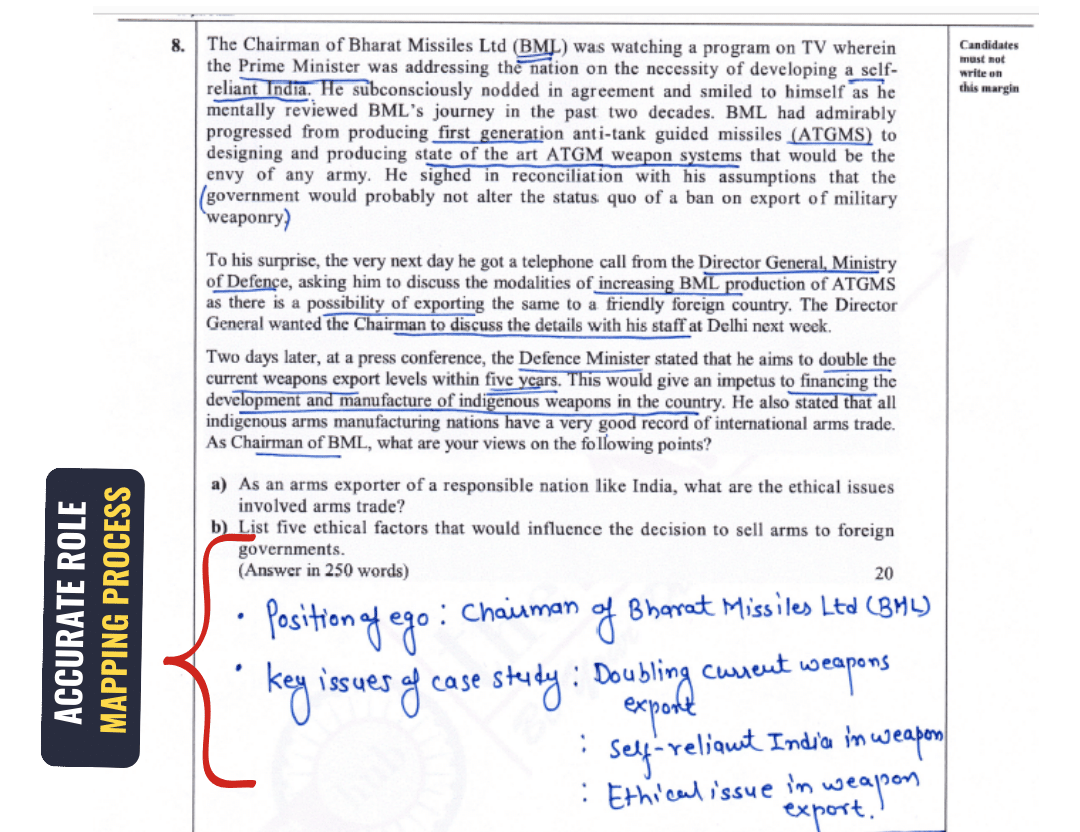 8. The Chairman of Bharat Missiles Ltd (BML) was watching a program on TV wherein
the Prime Minister was addressing the nation on the necessity of developing a self-
reliant India. He subconsciously nodded in agreement and smiled to himself as he
mentally reviewed BML's journey in the past two decades. BML had admirably
progressed from producing first generation anti-tank guided missiles (ATGMS) to
designing and producing state of the art ATGM weapon systems that would be the
envy of any army. He sighed in reconciliation with his assumptions that the
government would probably not alter the status quo of a ban on export of military
weaponry.
Candidates
must not
write on
this margin
To his surprise, the very next day he got a telephone call from the Director General, Ministry
of Defence, asking him to discuss the modalities of increasing BML production of ATGMS
as there is a possibility of exporting the same to a friendly foreign country. The Director
General wanted the Chairman to discuss the details with his staff at Delhi next week.
Two days later, at a press conference, the Defence Minister stated that he aims to double the
current weapons export levels within five years. This would give an impetus to financing the
development and manufacture of indigenous weapons in the country. He also stated that all
indigenous arms manufacturing nations have a very good record of international arms trade.
As Chairman of BML, what are your views on the following points?
a) As an arms exporter of a responsible nation like India, what are the ethical issues
involved arms trade?
b) List five ethical factors that would influence the decision to sell arms to foreign
governments.
(Answer in 250 words) 20
ACCURATE ROLE
MAPPING PROCESS
• Position of ego : Chairman of Bharat Missiles Ltd (BML)
• Key issues of case study : Doubling current weapons
export
: Self-reliant India in weapon
: Ethical issue in weapon
export.